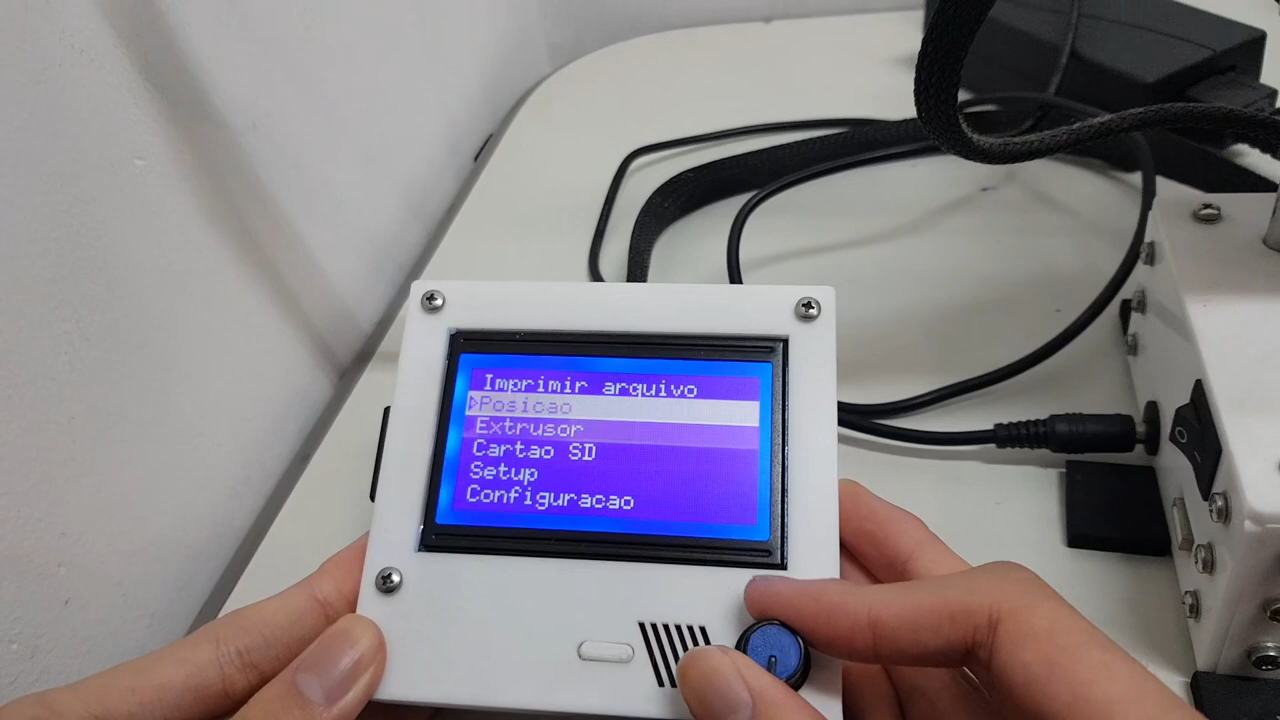 Imprimir arquivo
Posicao
Extrusor
Cartao SD
Setup
Configuracao